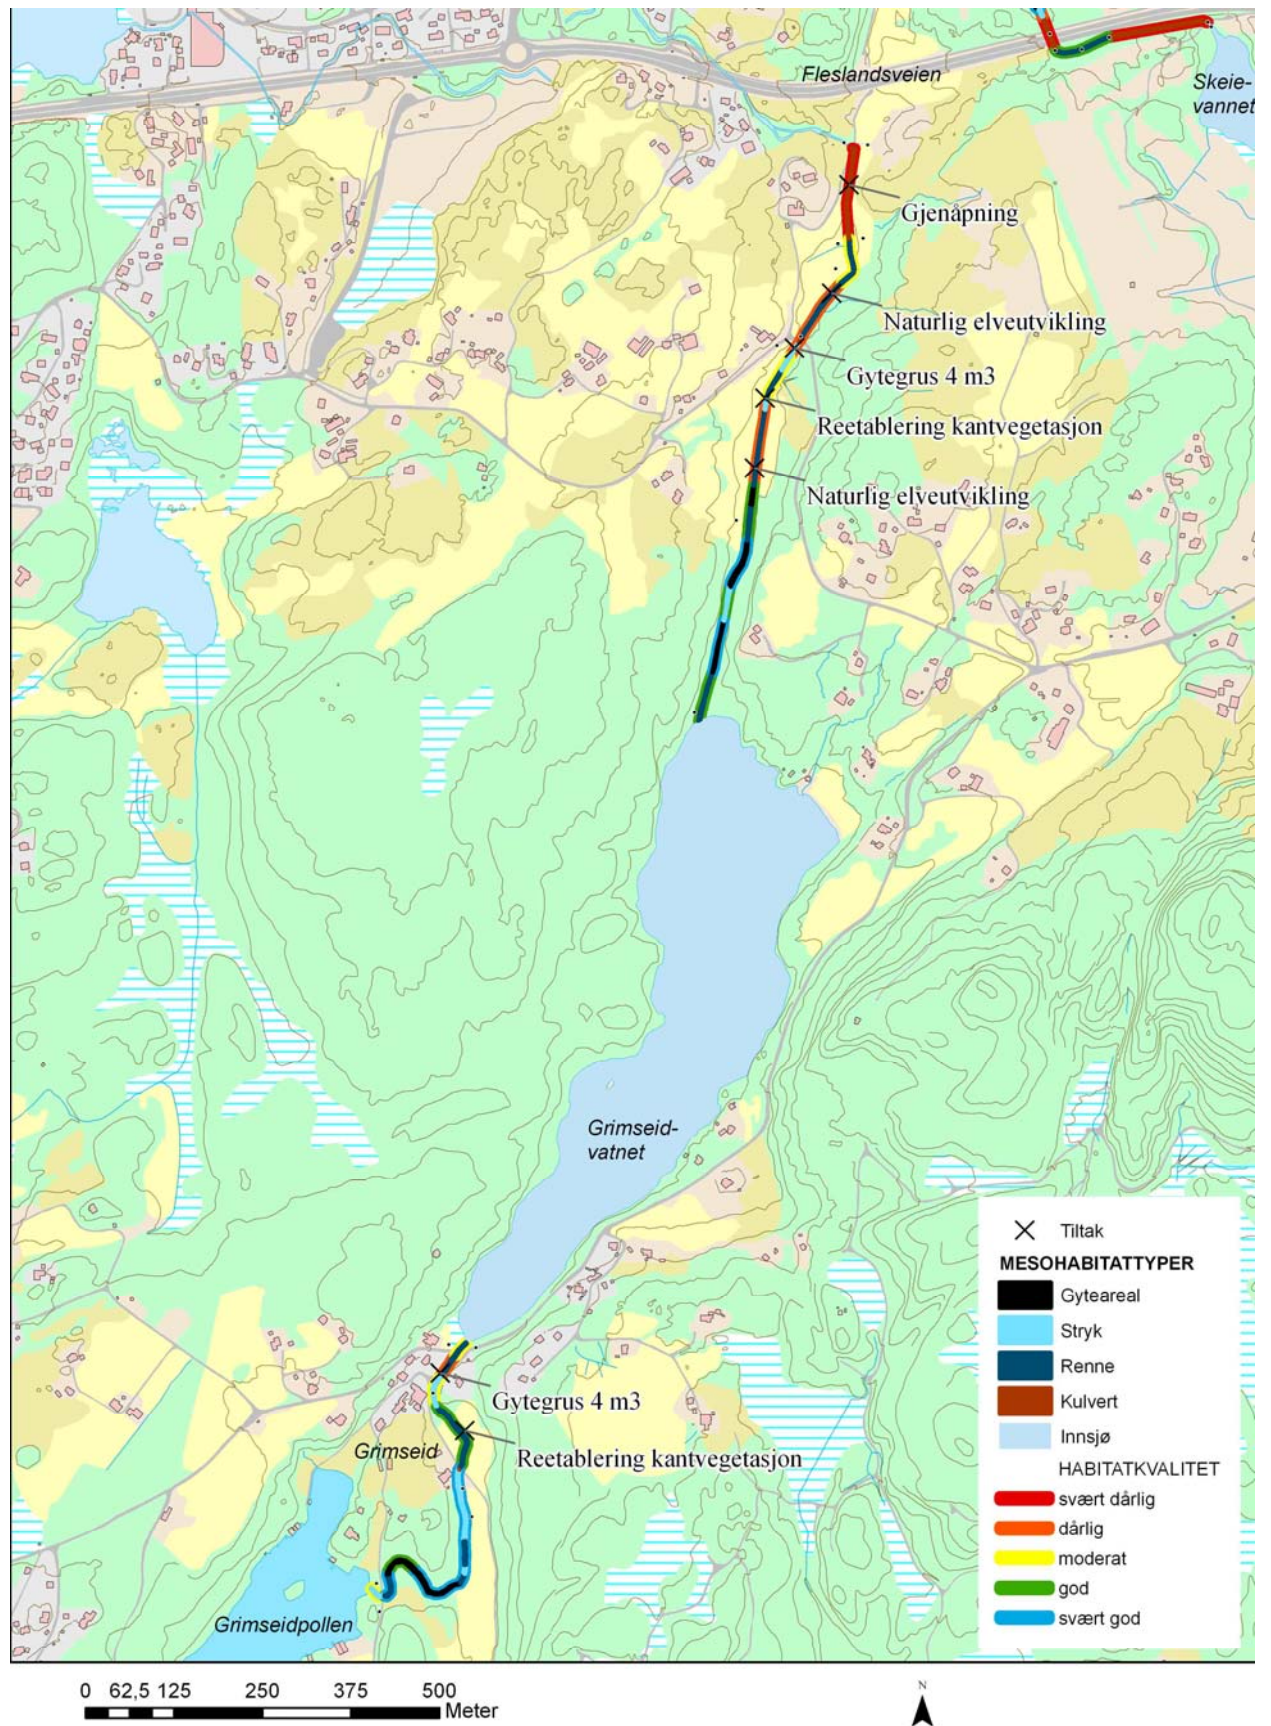 Fleslandsveien
Skeie-
vannet
Gjenåpning
Naturlig elveutvikling
Gytegrus 4 m3
Reetablering kantvegetasjon
Naturlig elveutvikling
Grimseid-
vatnet
Gytegrus 4 m3
Grimseid
Reetablering kantvegetasjon
Grimseidpollen
Tiltak
MESOHABITATTYPER
Gyteareal
Stryk
Renne
Kulvert
Innsjø
HABITATKVALITET
svært dårlig
dårlig
moderat
god
svært god
0 62,5 125 250 375 500
Meter
N